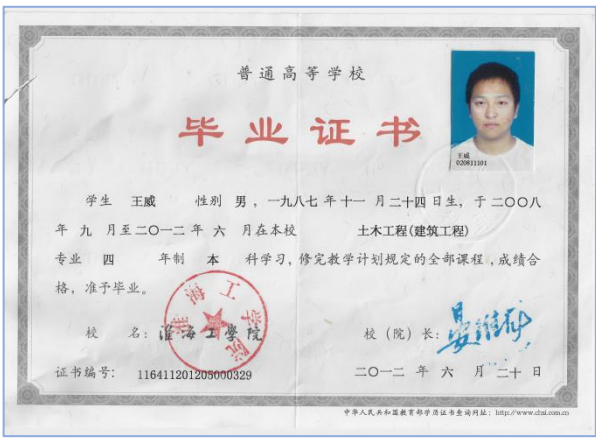 普通高等学校
毕业证书
王威
020811101
学生 王威 性别 男，一九八七年十一月二十四日生，于二〇〇八
年九月至二〇一二年六月在本校 土木工程(建筑工程)
专业 四 年制 本 科学习，修完教学计划规定的全部课程，成绩合
格，准予毕业。
淮海工学院
校 名：淮海工学院
校（院）长：
证书编号： 116411201205000329
二〇一二年六月二十日
中华人民共和国教育部学历证书查询网址：http://www.chsi.com.cn